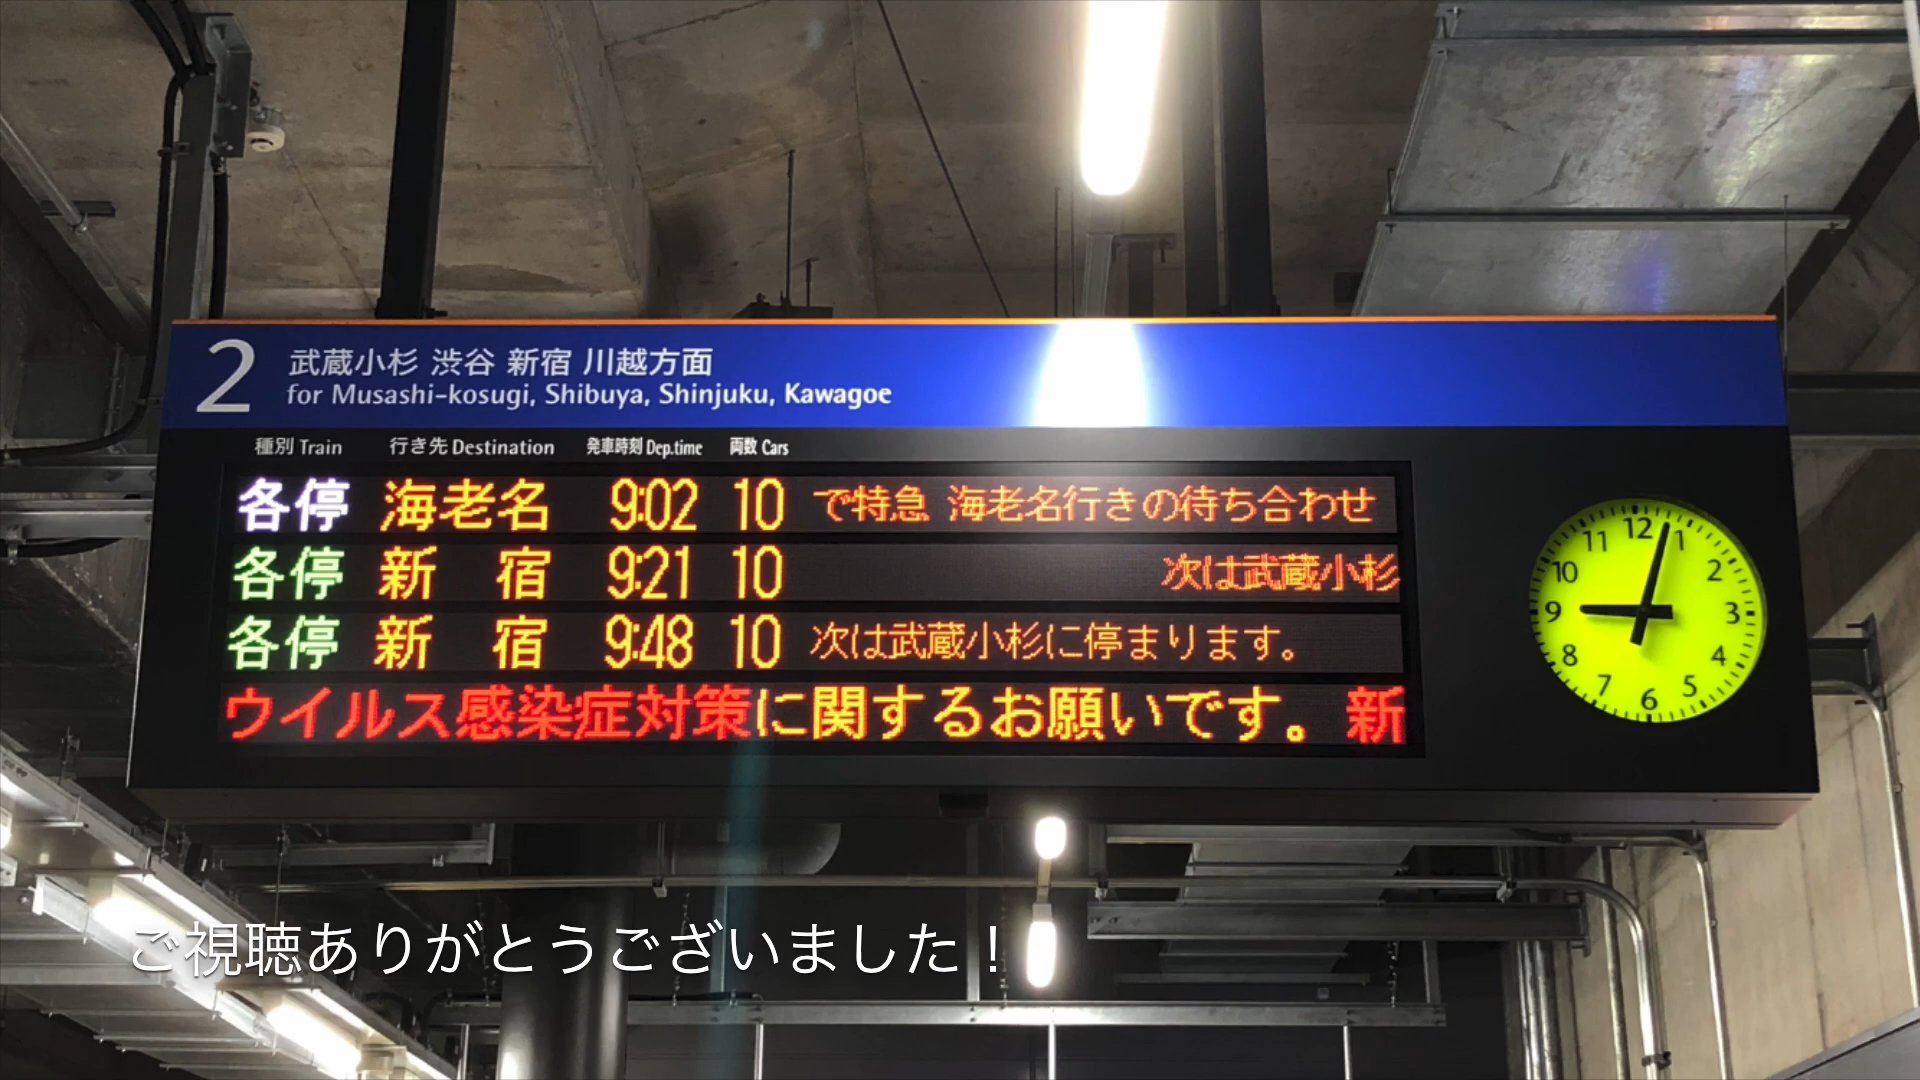 2 武蔵小杉 渋谷 新宿 川越方面
for Musashi-kosugi, Shibuya, Shinjuku, Kawagoe
種別 Train 行き先 Destination 発車時刻 Dep.time 両数 Cars
各停 海老名 9:02 10 で特急 海老名行きの待ち合わせ
各停 新 宿 9:21 10 次は武蔵小杉
各停 新 宿 9:48 10 次は武蔵小杉に停まります。
ウイルス感染症対策に関するお願いです。 新
12 1 2 3 4 5 6 7 8 9 10 11
ご視聴ありがとうございました！